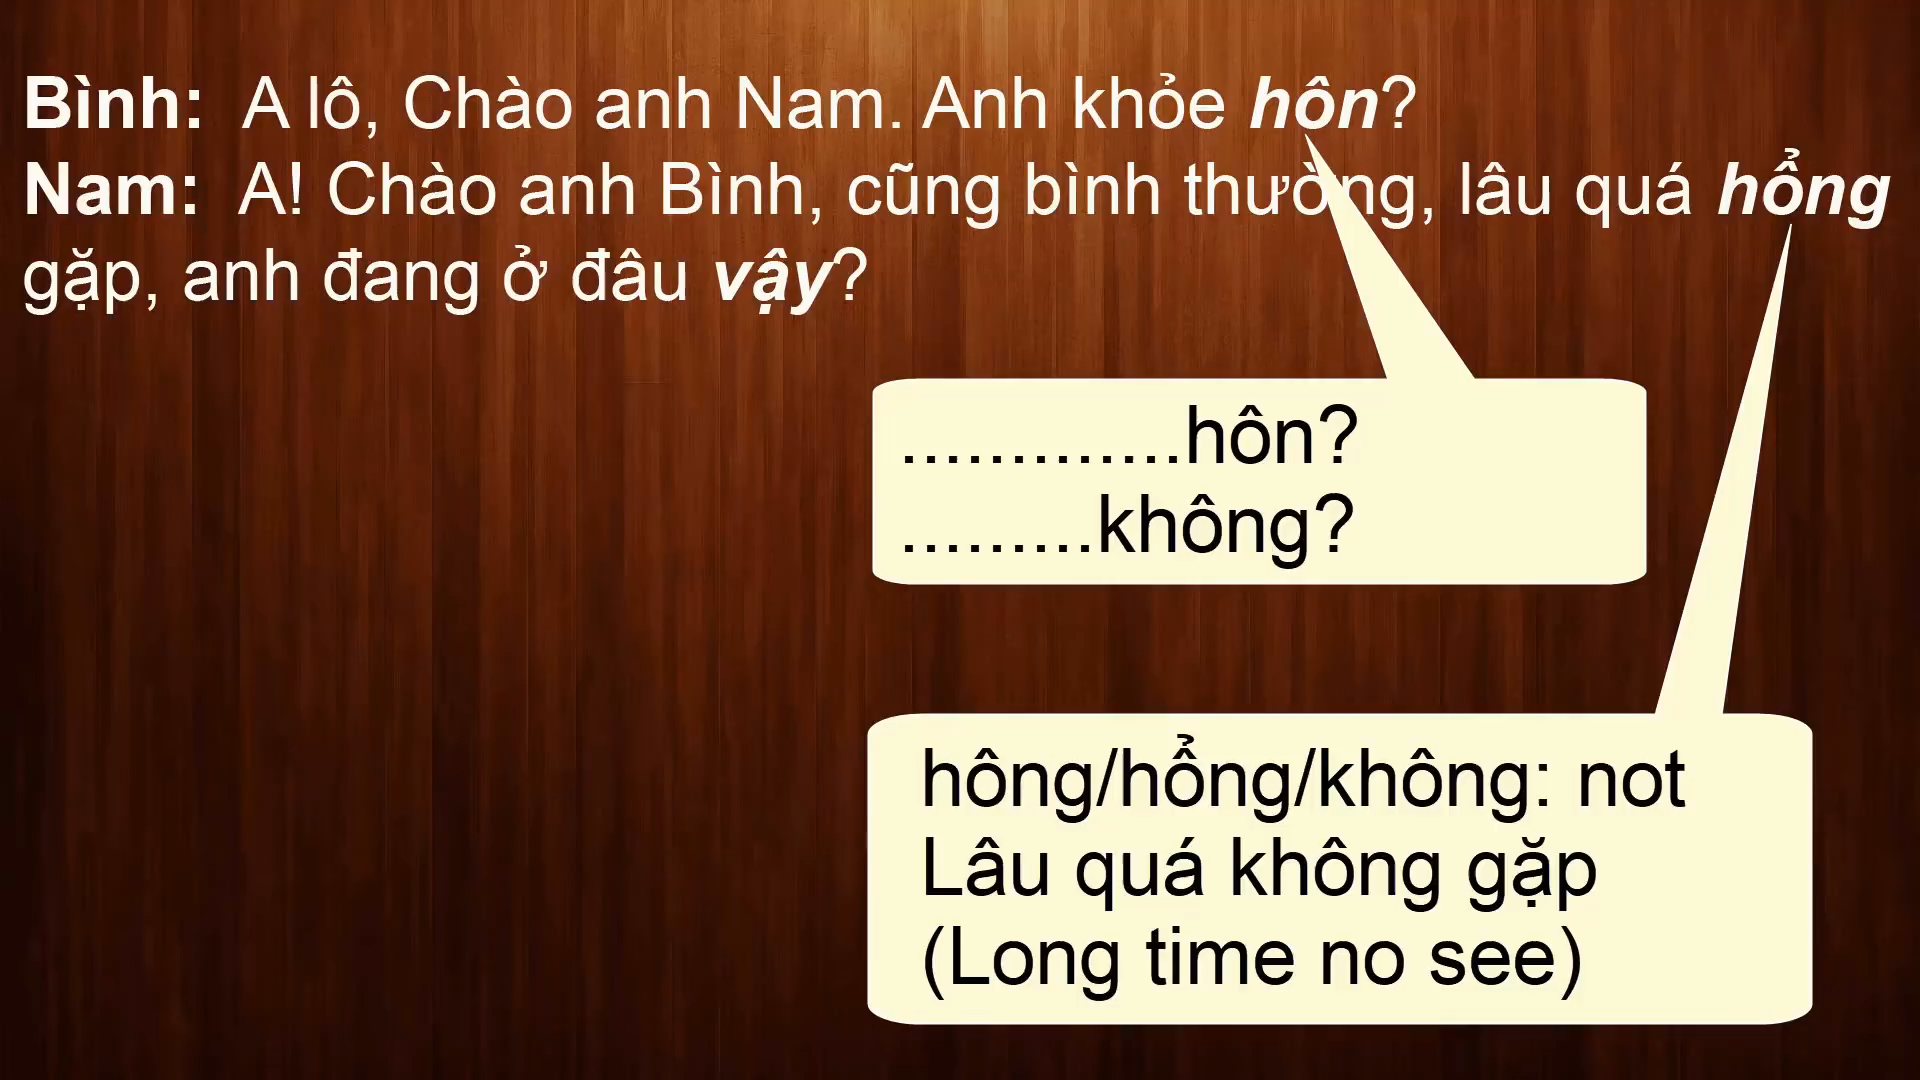 Bình: A lô, Chào anh Nam. Anh khỏe hôn?
Nam: A! Chào anh Bình, cũng bình thường, lâu quá hổng
gặp, anh đang ở đâu vậy?
.............hôn?
.........không?
hông/hổng/không: not
Lâu quá không gặp
(Long time no see)